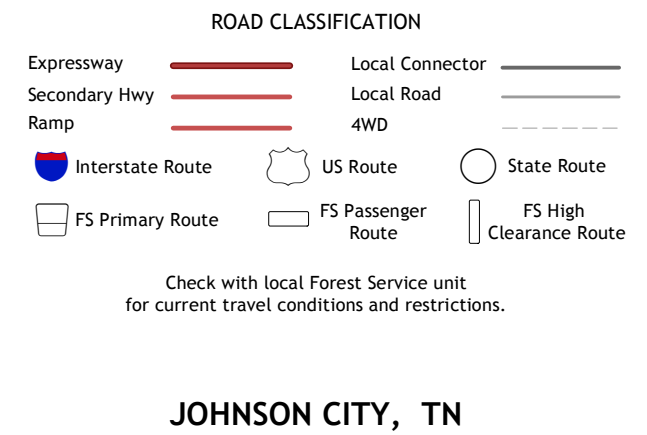 ROAD CLASSIFICATION
Expressway
Local Connector
Secondary Hwy
Local Road
Ramp
4WD
Interstate Route
US Route
State Route
FS Primary Route
FS Passenger
Route
FS High
Clearance Route
Check with local Forest Service unit
for current travel conditions and restrictions.
JOHNSON CITY, TN